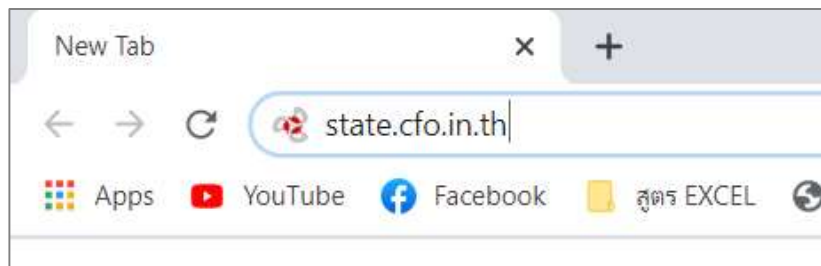 New Tab
state.cfo.in.th
Apps YouTube Facebook สูตร EXCEL